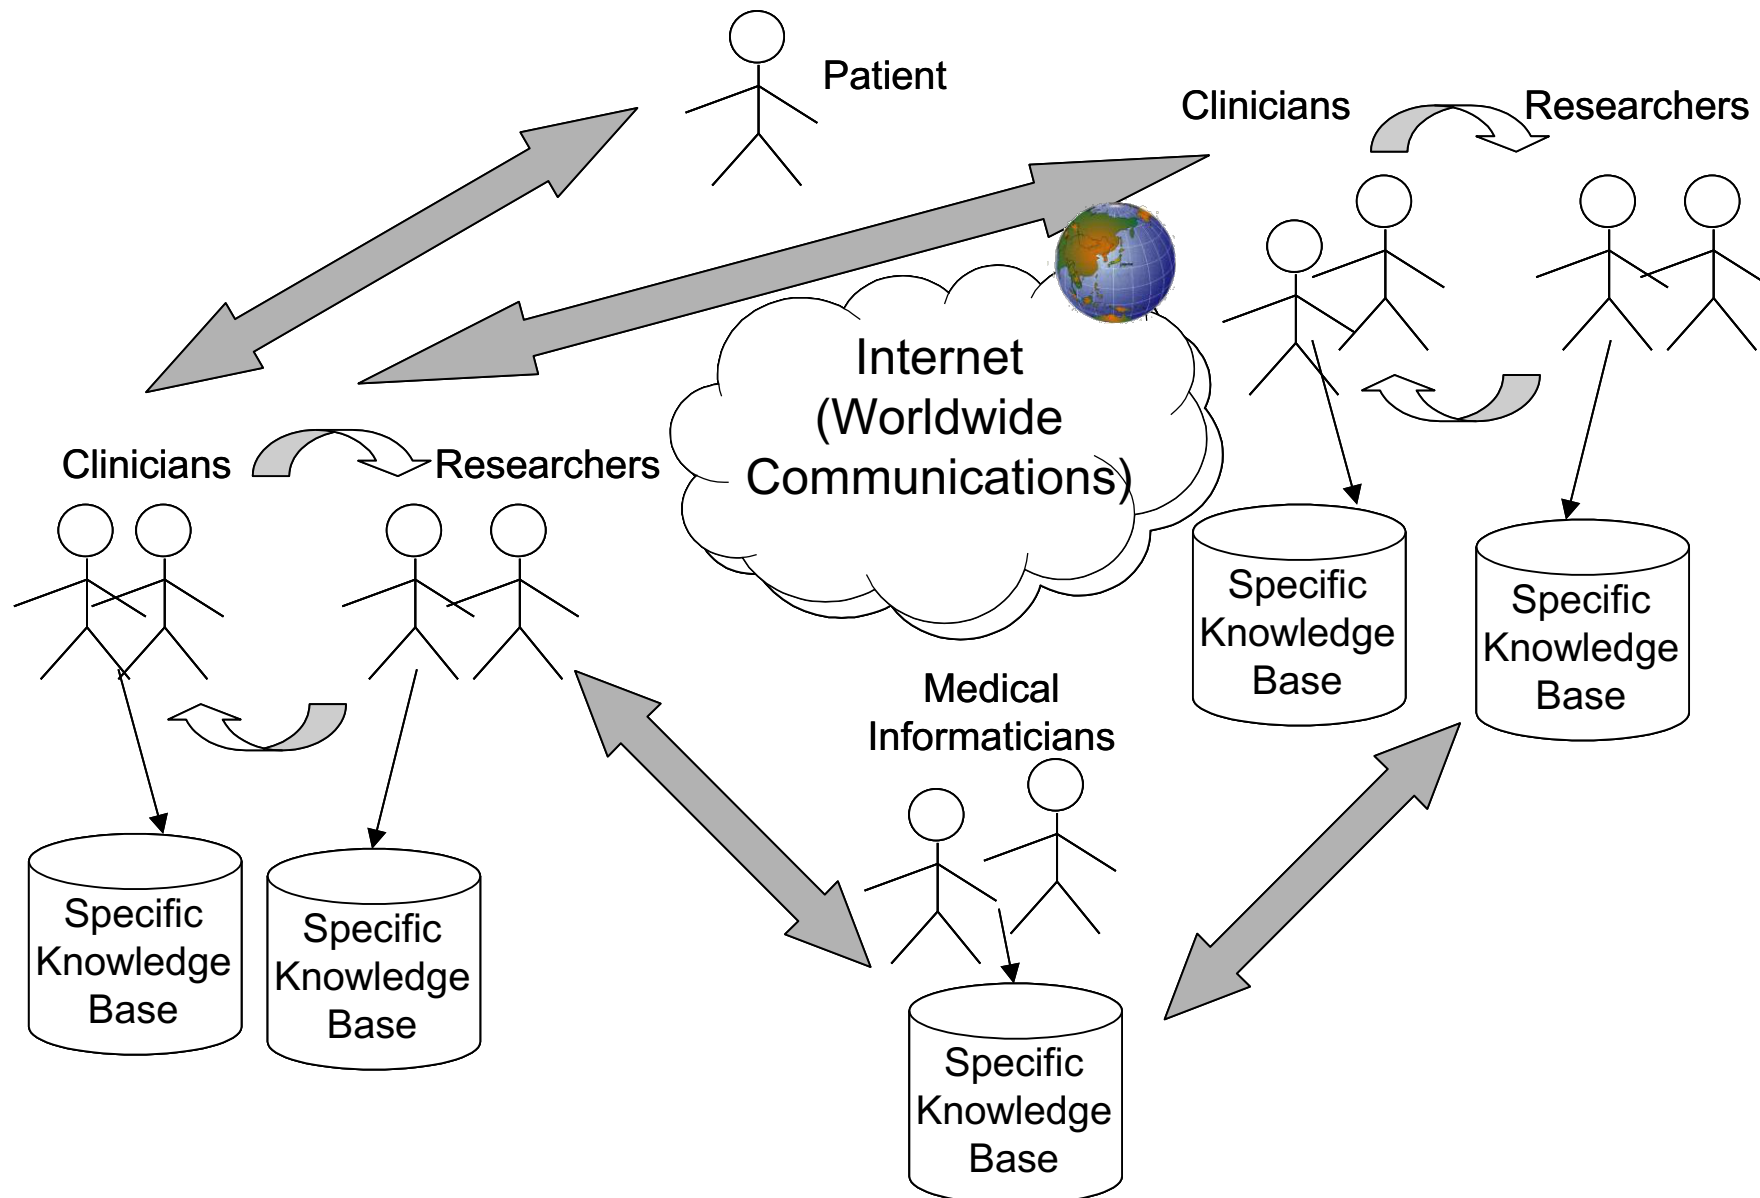 Patient
Clinicians
Researchers
Internet
(Worldwide
Communications)
Clinicians
Researchers
Specific
Knowledge
Base
Specific
Knowledge
Base
Medical
Informaticians
Specific
Knowledge
Base
Specific
Knowledge
Base
Specific
Knowledge
Base